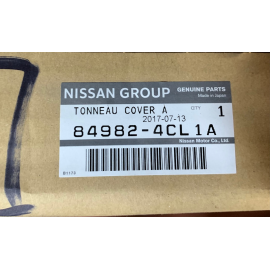 NISSAN GROUP GENUINE PARTS
Made in Japan
TONNEAU COVER A QTY 1
2017-07-13
84982-4CL1A
Nissan Motor Co., Ltd.